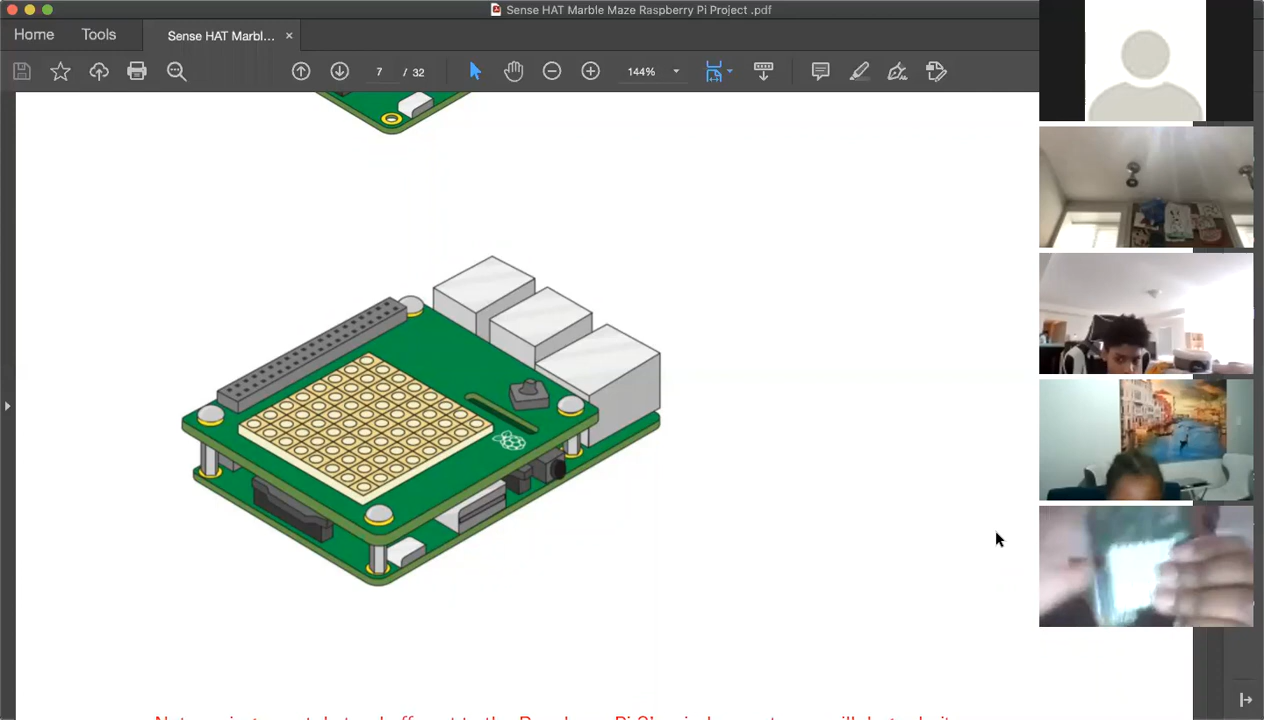 Sense HAT Marble Maze Raspberry Pi Project .pdf
Home
Tools
Sense HAT Marbl...
7 / 32
144%